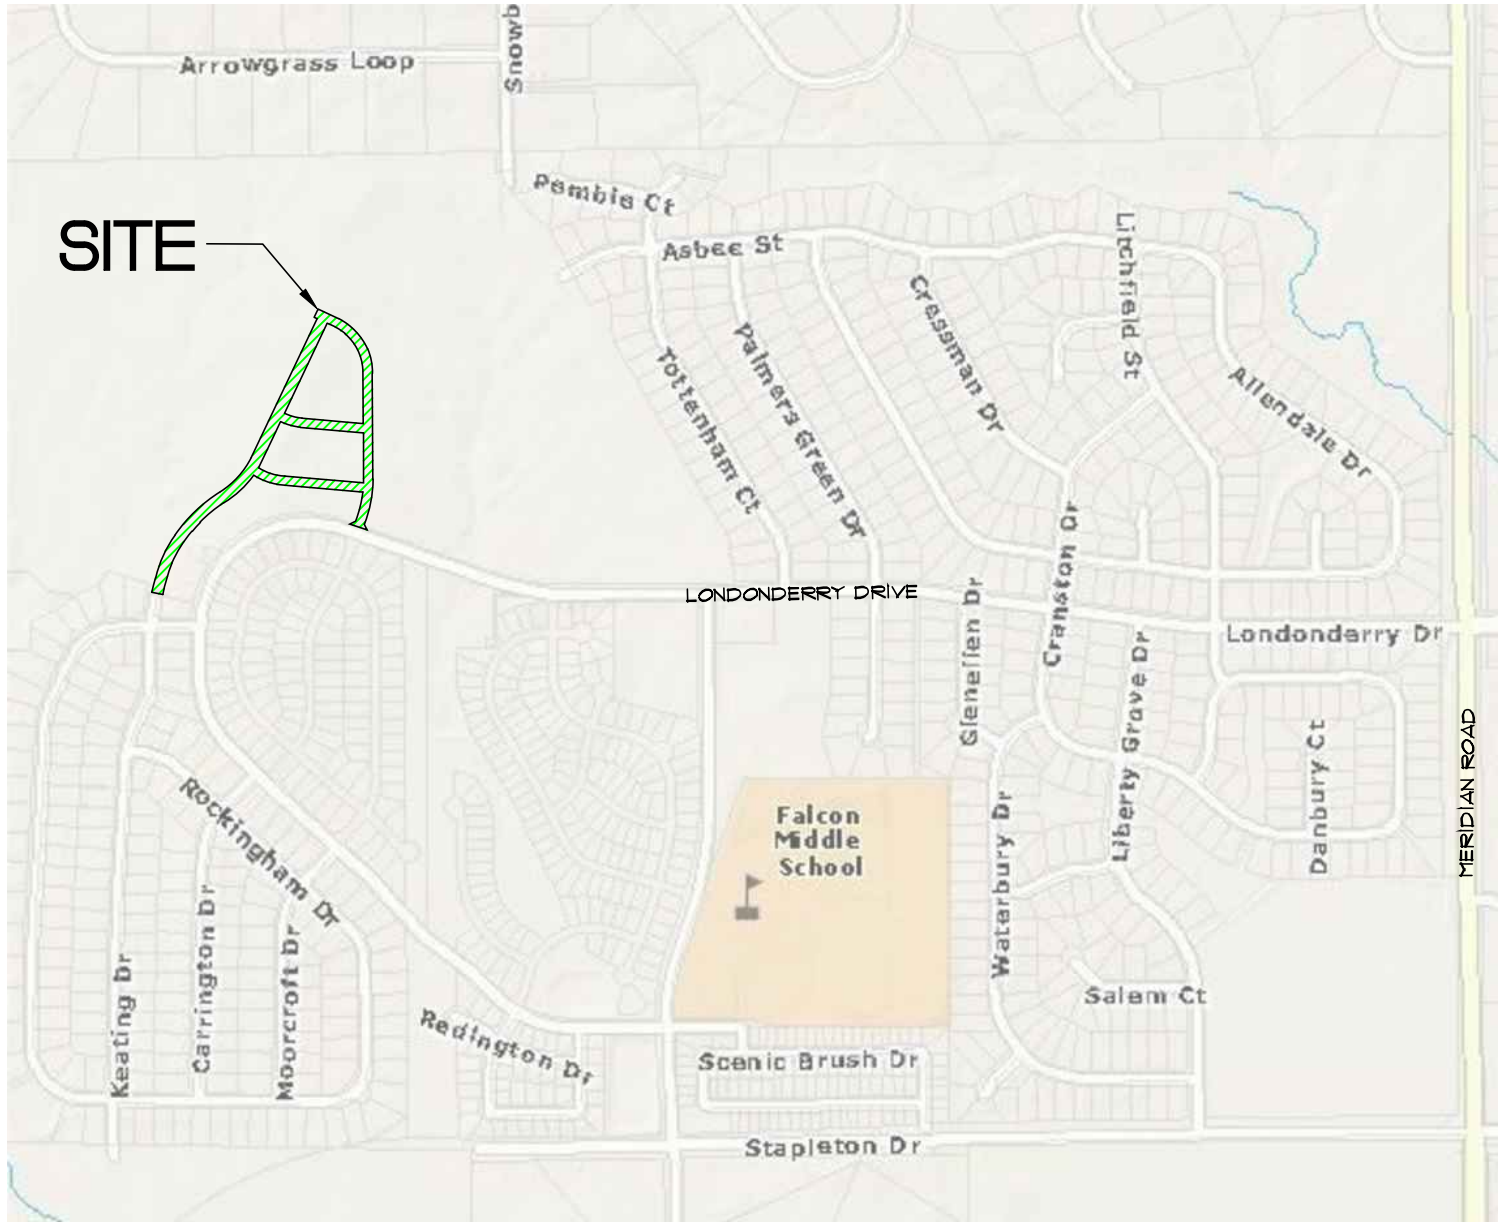 Arrowgrass Loop
Snowb
Pembie Ct
SITE
Asbee St
Litchfield St
Cressman Dr
Palmers Green Dr
Tottenham Ct
Allendale Dr
Cranston Dr
LONDONDERRY DRIVE
Gleneffen Dr
Londonderry Dr
Liberty Grove Dr
MERIDIAN ROAD
Danbury Ct
Rockingham Dr
Falcon
Middle
School
Waterbury Dr
Carrington Dr
Moorcroft Dr
Keating Dr
Salem Ct
Redington Dr
Scenic Brush Dr
Stapleton Dr